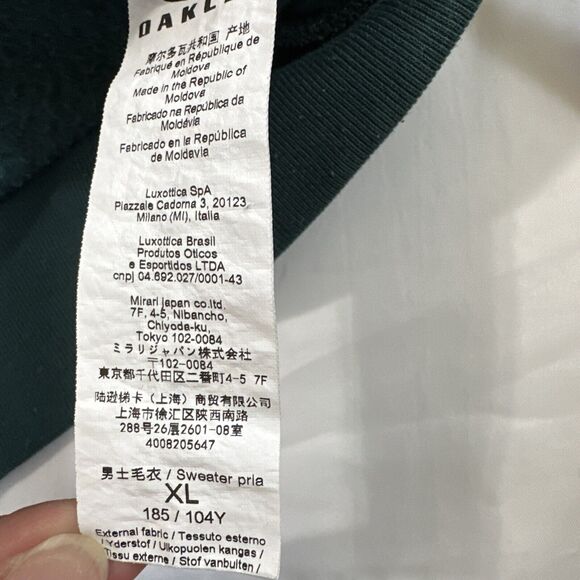 OAKLE
摩尔多瓦共和国 产地
Fabriqué en République de
Moldova
Made in the Republic of
Moldova
Fabricado na República da
Moldávia
Fabricado en la República
de Moldavia
Luxottica SpA
Piazzale Cadorna 3, 20123
Milano (MI), Italia
Luxottica Brasil
Produtos Oticos
e Esportidos LTDA
cnpj 04.692.027/0001-43
Mirari japan co.ltd.
7F, 4-5, Nibancho,
Chiyoda-ku,
Tokyo 102-0084
ミラリジャパン株式会社
〒102-0084
東京都千代田区二番町4-5 7F
陆逊梯卡（上海）商贸有限公司
上海市徐汇区陕西南路
288号26层2601-08室
4008205647
男士毛衣 / Sweater pria
XL
185 / 104Y
External fabric / Tessuto esterno
/ Yderstof / Ulkopuolen kangas /
Tissu externe / Stof vanbuiten /